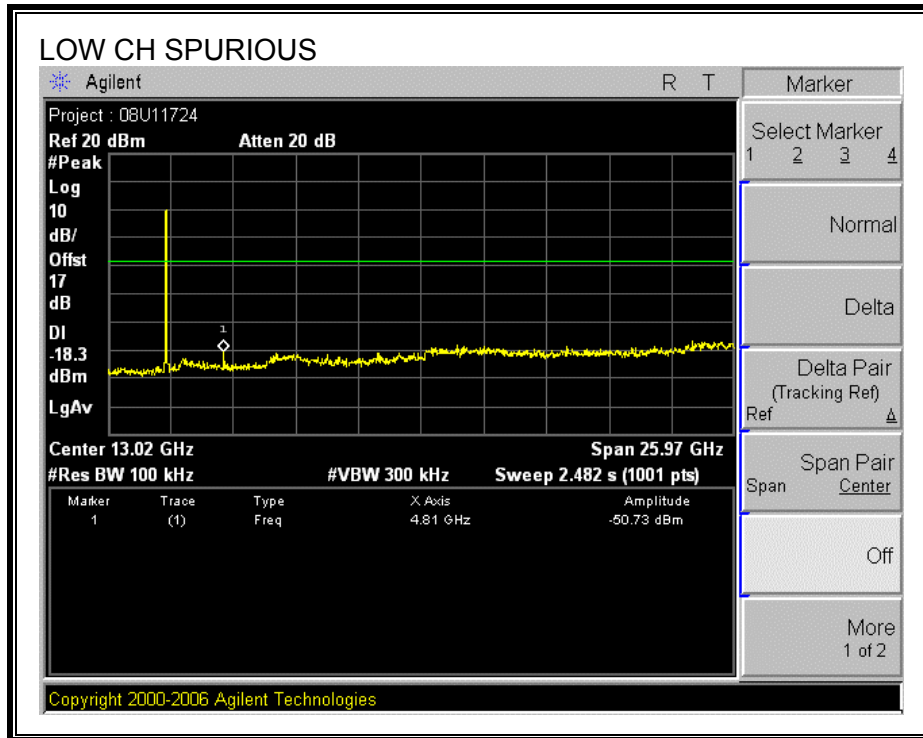 LOW CH SPURIOUS
Agilent R T
Project : 08U11724
Ref 20 dBm Atten 20 dB
#Peak
Log
10
dB/
Offst
17
dB
DI
-18.3
dBm
LgAv
1
Center 13.02 GHz Span 25.97 GHz
#Res BW 100 kHz #VBW 300 kHz Sweep 2.482 s (1001 pts)
Marker Trace Type X Axis Amplitude
1 (1) Freq 4.81 GHz -50.73 dBm
Copyright 2000-2006 Agilent Technologies
Marker
Select Marker
1 2 3 4
Normal
Delta
Delta Pair
(Tracking Ref)
Ref Δ
Span Pair
Span Center
Off
More
1 of 2